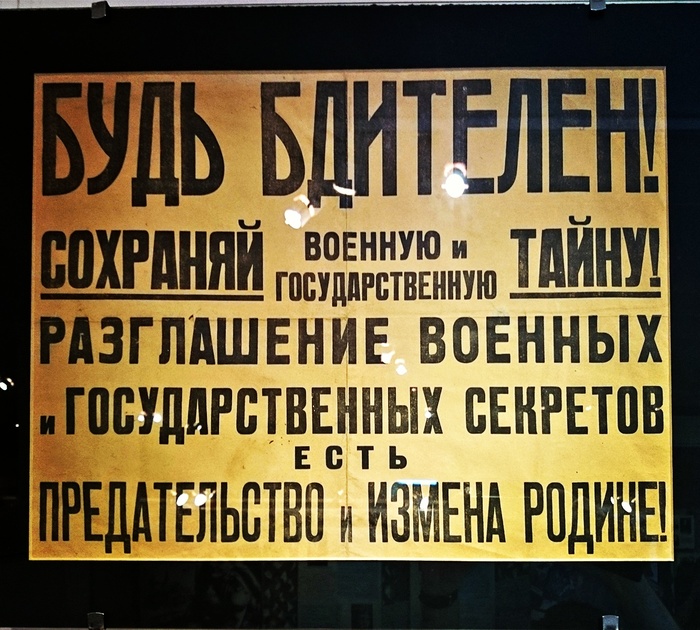 БУДЬ БДИТЕЛЕН!
СОХРАНЯЙ ВОЕННУЮ и ГОСУДАРСТВЕННУЮ ТАЙНУ!
РАЗГЛАШЕНИЕ ВОЕННЫХ
и ГОСУДАРСТВЕННЫХ СЕКРЕТОВ
ЕСТЬ
ПРЕДАТЕЛЬСТВО и ИЗМЕНА РОДИНЕ!